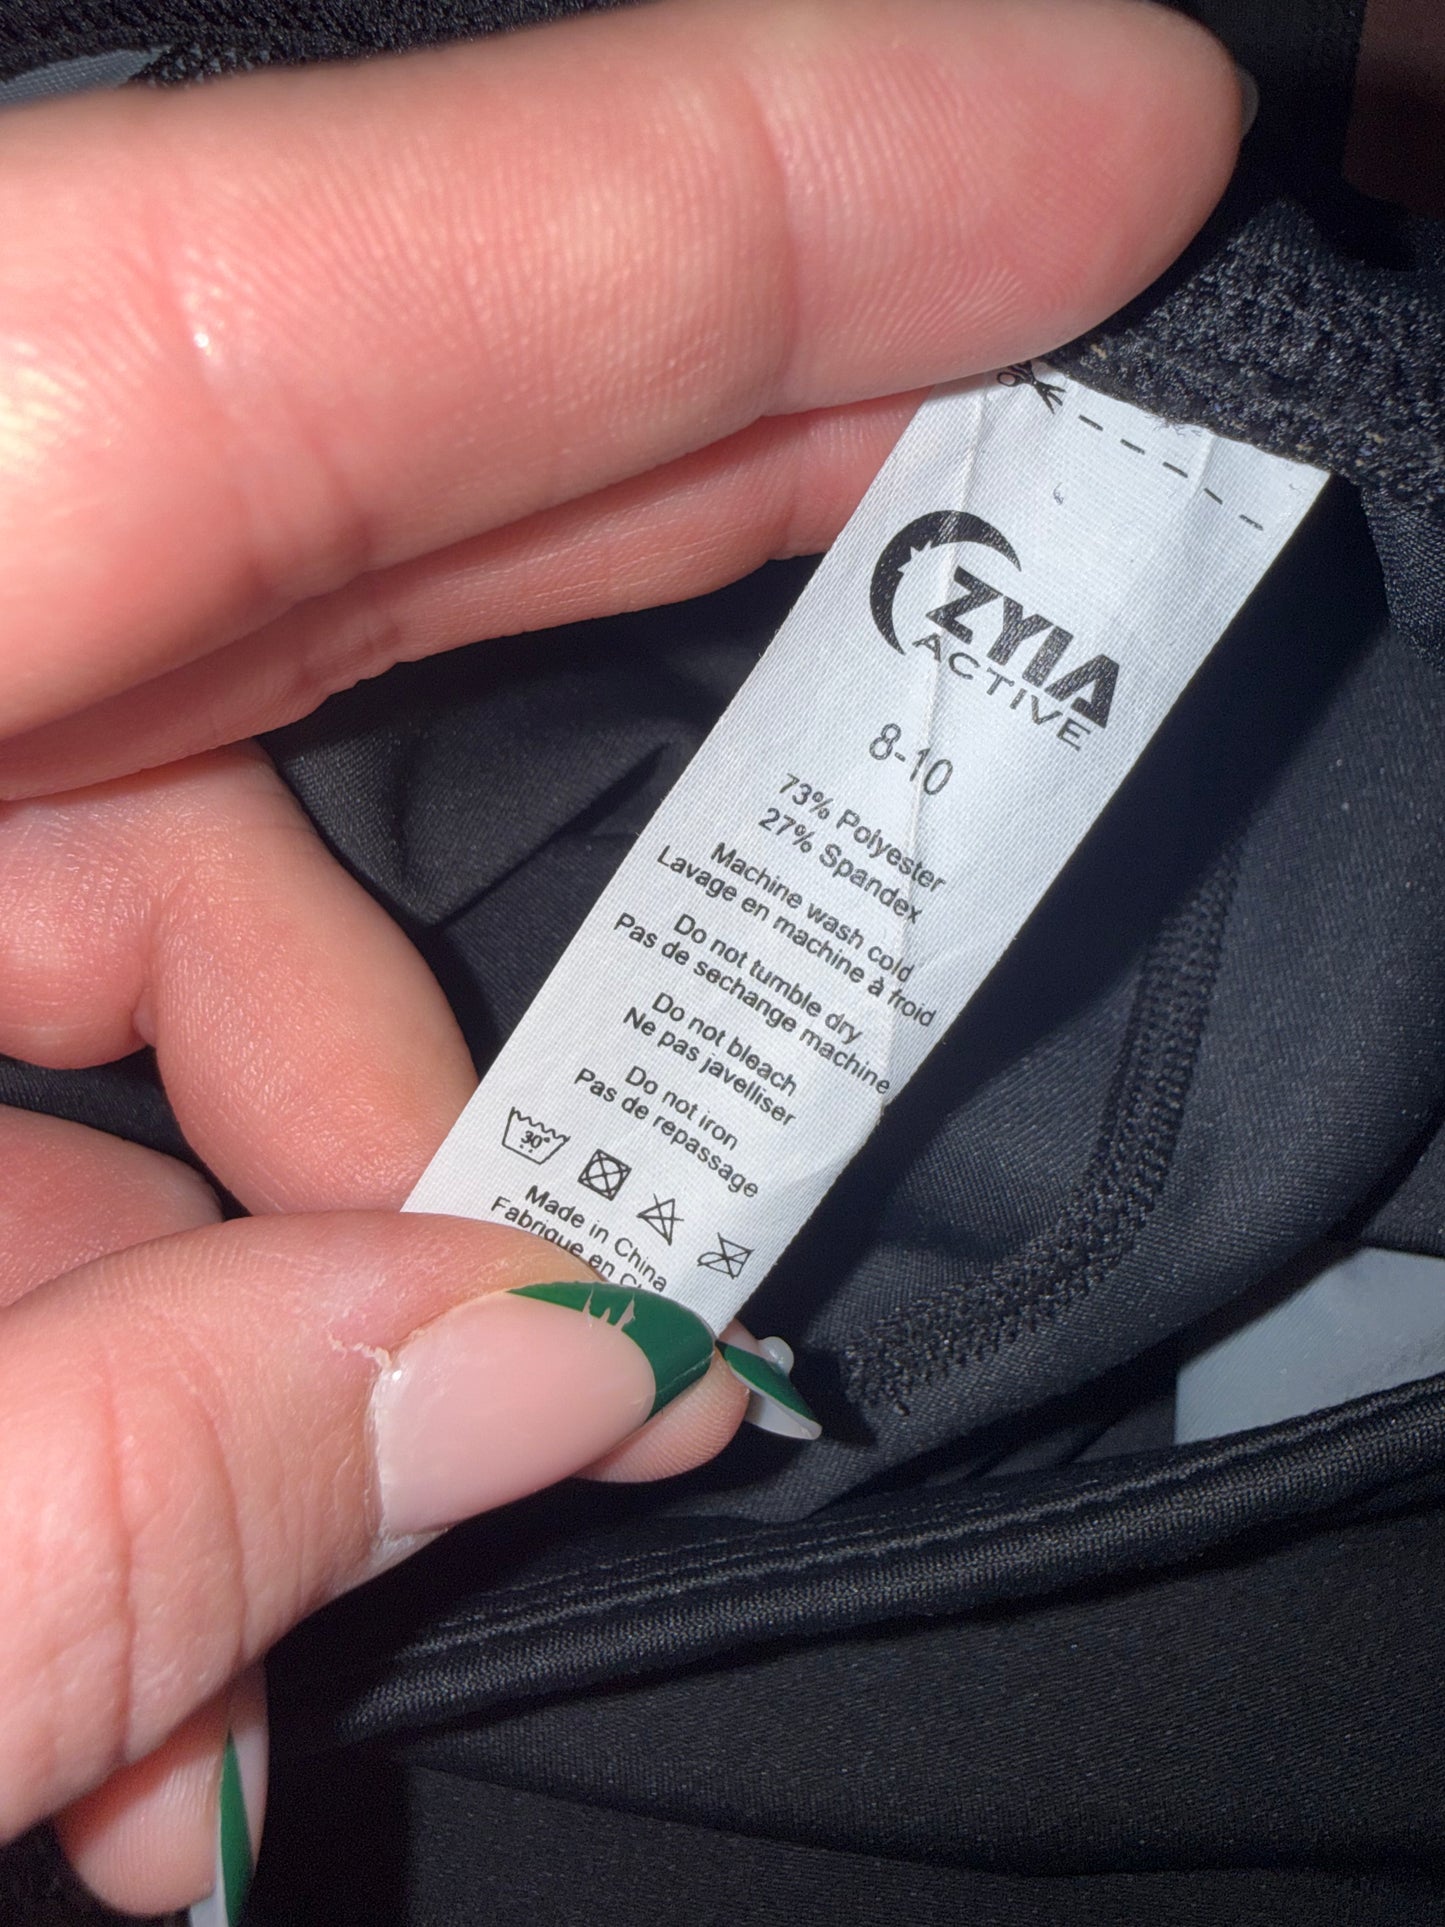 ZYIA
ACTIVE
8-10
73% Polyester
27% Spandex
Machine wash cold
Lavage en machine à froid
Do not tumble dry
Pas de sechange machine
Do not bleach
Ne pas javelliser
Do not iron
Pas de repassage
30°
Made in China
Fabrique en